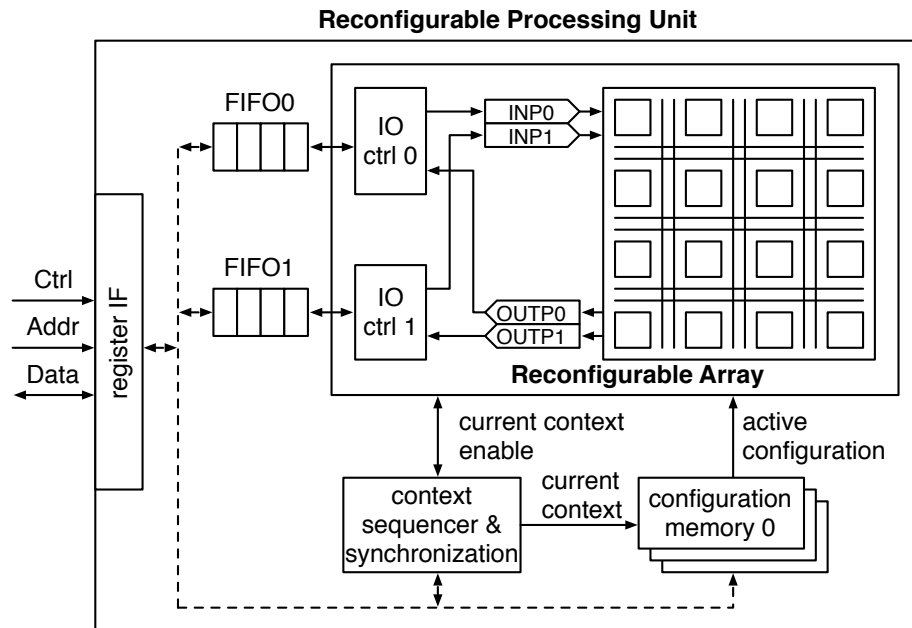 Reconfigurable Processing Unit
FIFO0
IO
ctrl 0
INP0
INP1
FIFO1
IO
ctrl 1
OUTP0
OUTP1
Reconfigurable Array
Ctrl
Addr
Data
register IF
current context
enable
active
configuration
context
sequencer &
synchronization
current
context
configuration
memory 0